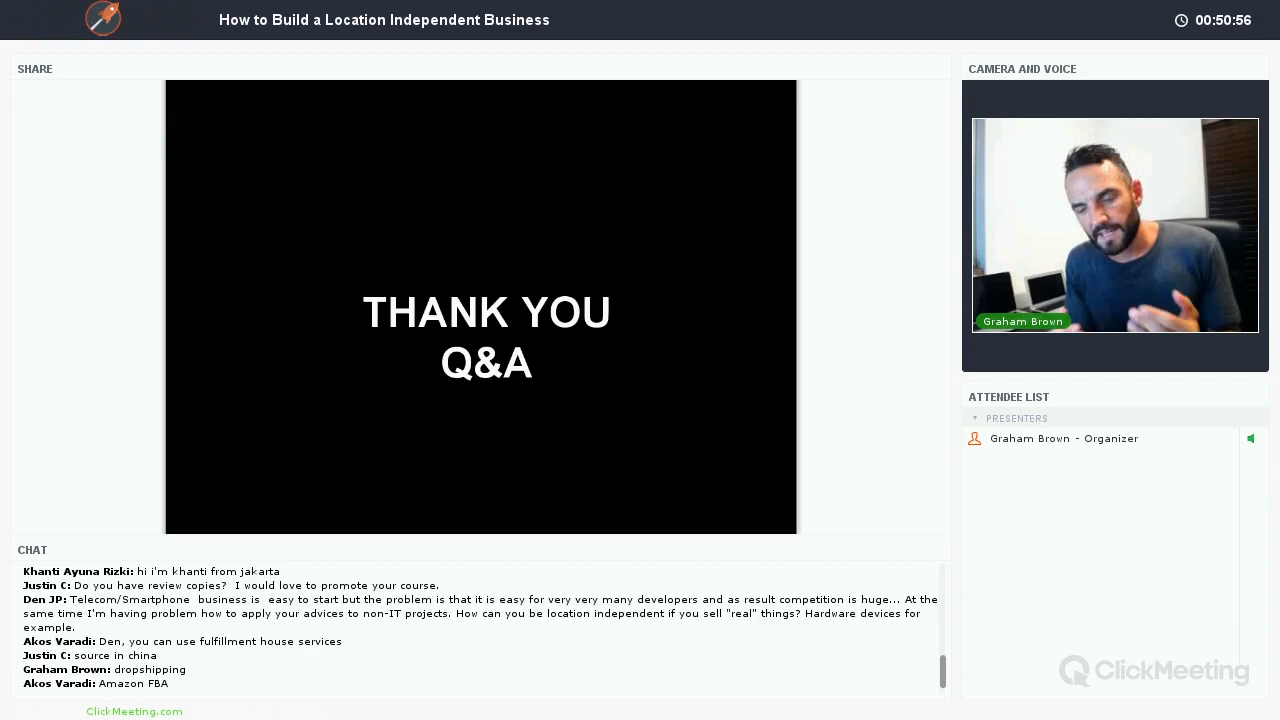 How to Build a Location Independent Business
00:50:56
SHARE
THANK YOU
Q&A
CHAT
Khanti Ayuna Rizki: hi i'm khanti from jakarta
Justin C: Do you have review copies?  I would love to promote your course.
Den JP: Telecom/Smartphone  business is  easy to start but the problem is that it is easy for very very many developers and as result competition is huge... At the
same time I'm having problem how to apply your advices to non-IT projects. How can you be location independent if you sell "real" things? Hardware devices for
example.
Akos Varadi: Den, you can use fulfillment house services
Justin C: source in china
Graham Brown: dropshipping
Akos Varadi: Amazon FBA
ClickMeeting.com
CAMERA AND VOICE
Graham Brown
ATTENDEE LIST
PRESENTERS
Graham Brown - Organizer
ClickMeeting